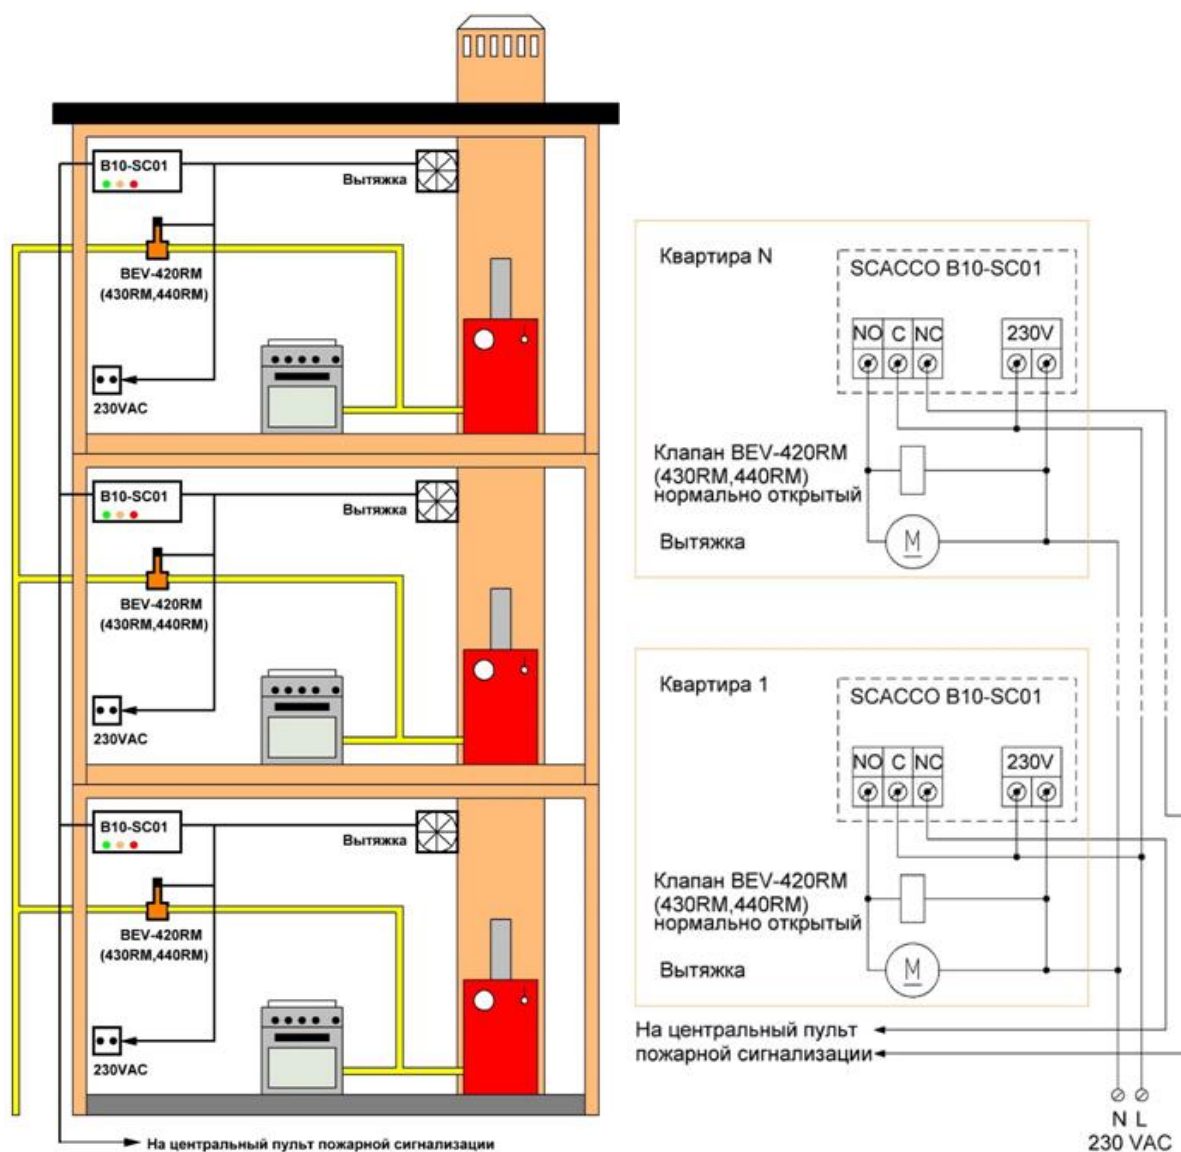 B10-SC01
Вытяжка
BEV-420RM
(430RM,440RM)
230VAC
B10-SC01
Вытяжка
BEV-420RM
(430RM,440RM)
230VAC
B10-SC01
Вытяжка
BEV-420RM
(430RM,440RM)
230VAC
На центральный пульт пожарной сигнализации
Квартира N
SCACCO B10-SC01
NO C NC 230V
Клапан BEV-420RM
(430RM,440RM)
нормально открытый
Вытяжка
M
Квартира 1
SCACCO B10-SC01
NO C NC 230V
Клапан BEV-420RM
(430RM,440RM)
нормально открытый
Вытяжка
M
На центральный пульт
пожарной сигнализации
N L
230 VAC